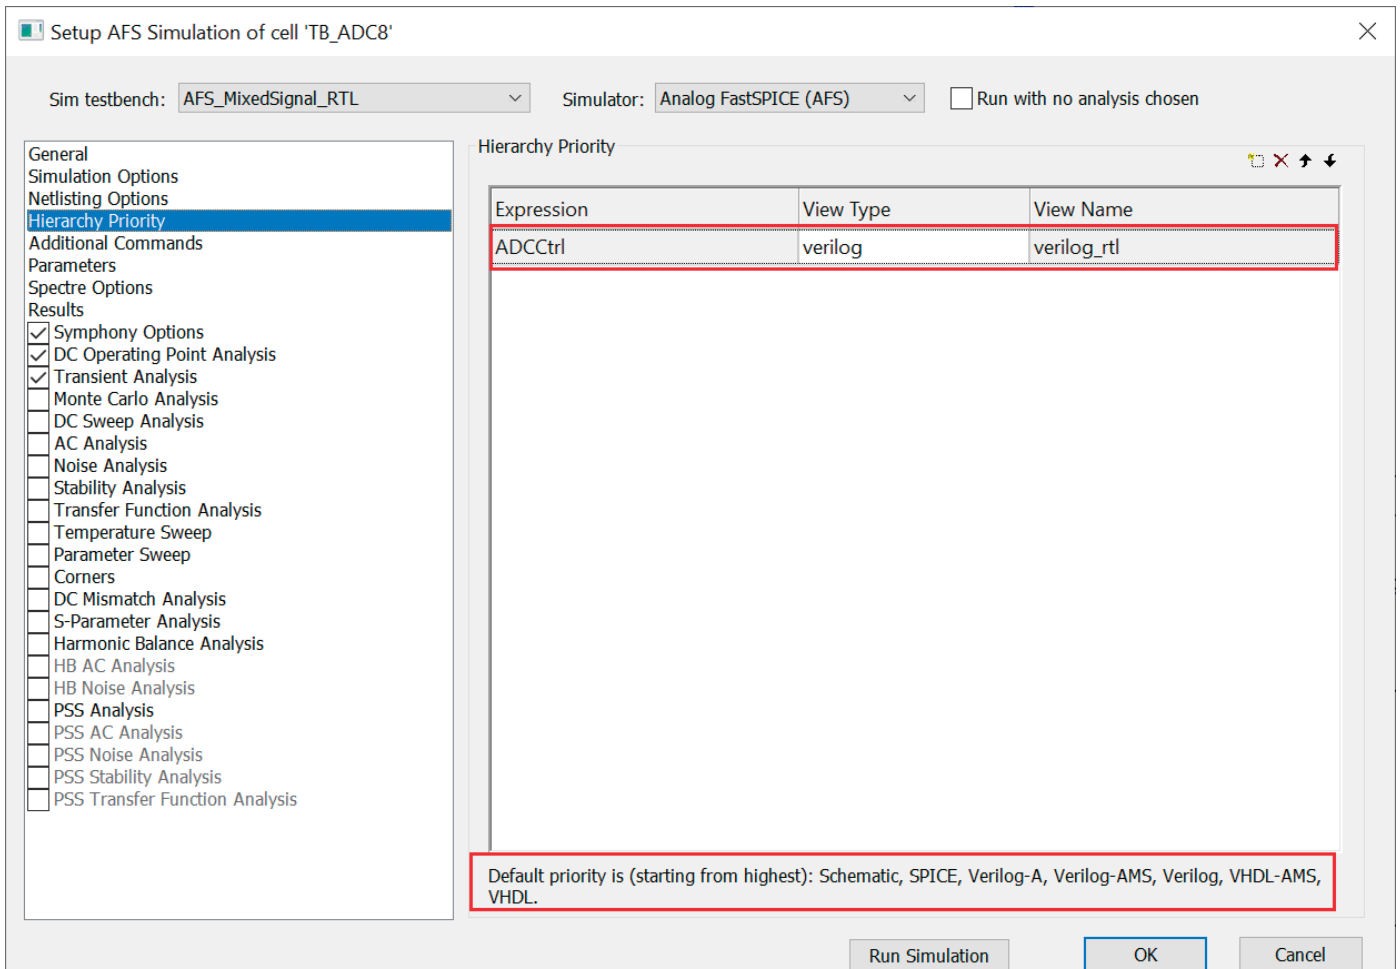 Setup AFS Simulation of cell 'TB_ADC8'
Sim testbench: AFS_MixedSignal_RTL Simulator: Analog FastSPICE (AFS) Run with no analysis chosen
General
Simulation Options
Netlisting Options
Hierarchy Priority
Additional Commands
Parameters
Spectre Options
Results
Symphony Options
DC Operating Point Analysis
Transient Analysis
Monte Carlo Analysis
DC Sweep Analysis
AC Analysis
Noise Analysis
Stability Analysis
Transfer Function Analysis
Temperature Sweep
Parameter Sweep
Corners
DC Mismatch Analysis
S-Parameter Analysis
Harmonic Balance Analysis
HB AC Analysis
HB Noise Analysis
PSS Analysis
PSS AC Analysis
PSS Noise Analysis
PSS Stability Analysis
PSS Transfer Function Analysis
Hierarchy Priority
Expression View Type View Name
ADCCtrl verilog verilog_rtl
Default priority is (starting from highest): Schematic, SPICE, Verilog-A, Verilog-AMS, Verilog, VHDL-AMS,
VHDL.
Run Simulation OK Cancel